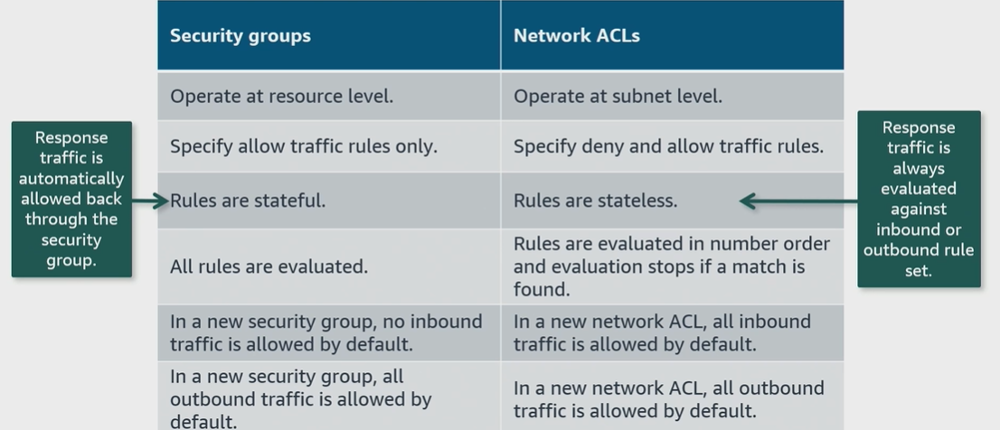 Security groups
Network ACLs
Operate at resource level.
Operate at subnet level.
Specify allow traffic rules only.
Specify deny and allow traffic rules.
Rules are stateful.
Rules are stateless.
All rules are evaluated.
Rules are evaluated in number order
and evaluation stops if a match is
found.
In a new security group, no inbound
traffic is allowed by default.
In a new network ACL, all inbound
traffic is allowed by default.
In a new security group, all
outbound traffic is allowed by
default.
In a new network ACL, all outbound
traffic is allowed by default.
Response
traffic is
automatically
allowed back
through the
security
group.
Response
traffic is
always
evaluated
against
inbound or
outbound rule
set.